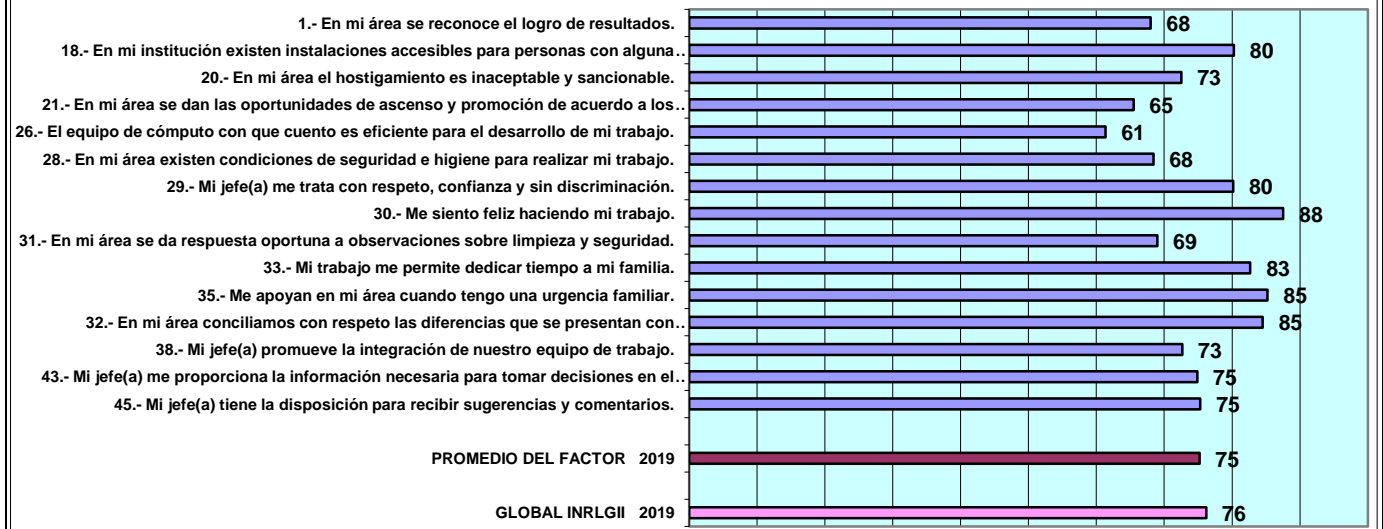 1.- En mi área se reconoce el logro de resultados. 68
18.- En mi institución existen instalaciones accesibles para personas con alguna.. 80
20.- En mi área el hostigamiento es inaceptable y sancionable. 73
21.- En mi área se dan las oportunidades de ascenso y promoción de acuerdo a los.. 65
26.- El equipo de cómputo con que cuento es eficiente para el desarrollo de mi trabajo. 61
28.- En mi área existen condiciones de seguridad e higiene para realizar mi trabajo. 68
29.- Mi jefe(a) me trata con respeto, confianza y sin discriminación. 80
30.- Me siento feliz haciendo mi trabajo. 88
31.- En mi área se da respuesta oportuna a observaciones sobre limpieza y seguridad. 69
33.- Mi trabajo me permite dedicar tiempo a mi familia. 83
35.- Me apoyan en mi área cuando tengo una urgencia familiar. 85
32.- En mi área conciliamos con respeto las diferencias que se presentan con.. 85
38.- Mi jefe(a) promueve la integración de nuestro equipo de trabajo. 73
43.- Mi jefe(a) me proporciona la información necesaria para tomar decisiones en el.. 75
45.- Mi jefe(a) tiene la disposición para recibir sugerencias y comentarios. 75
PROMEDIO DEL FACTOR 2019 75
GLOBAL INRLGII 2019 76